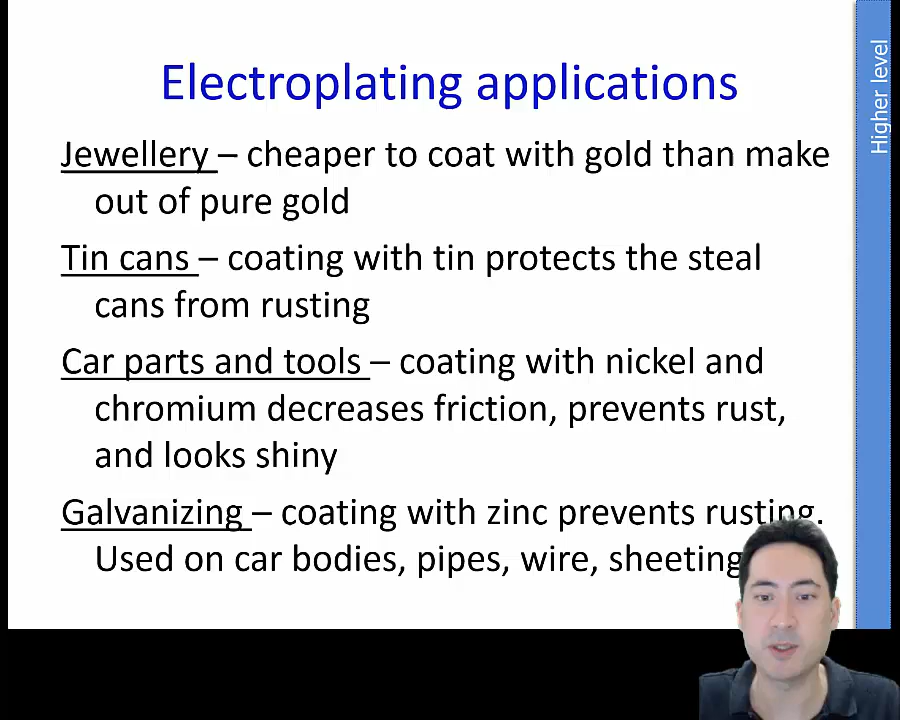 Electroplating applications
Higher level
Jewellery – cheaper to coat with gold than make
out of pure gold
Tin cans – coating with tin protects the steal
cans from rusting
Car parts and tools – coating with nickel and
chromium decreases friction, prevents rust,
and looks shiny
Galvanizing – coating with zinc prevents rusting.
Used on car bodies, pipes, wire, sheeting